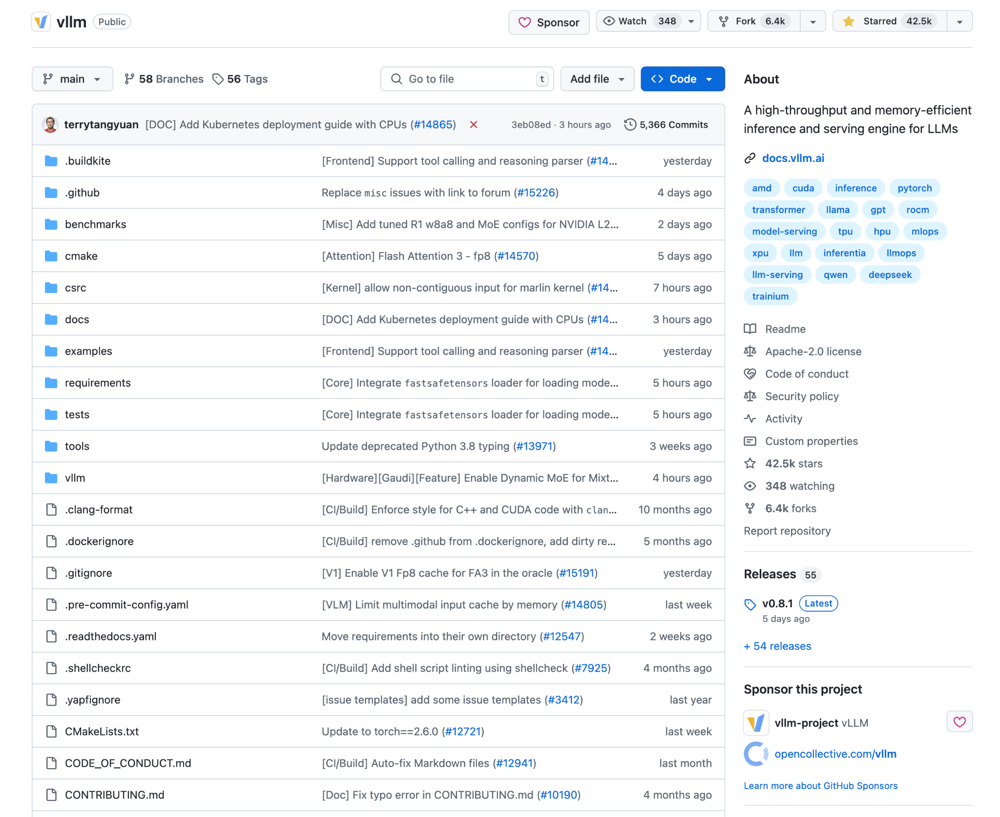 vllm Public
Sponsor Watch 348 Fork 6.4k Starred 42.5k
main 58 Branches 56 Tags Go to file t Add file Code
terrytangyuan [DOC] Add Kubernetes deployment guide with CPUs (#14865) 3eb08ed · 3 hours ago 5,366 Commits
.buildkite [Frontend] Support tool calling and reasoning parser (#14... yesterday
.github Replace misc issues with link to forum (#15226) 4 days ago
benchmarks [Misc] Add tuned R1 w8a8 and MoE configs for NVIDIA L2... 2 days ago
cmake [Attention] Flash Attention 3 - fp8 (#14570) 5 days ago
csrc [Kernel] allow non-contiguous input for marlin kernel (#14... 7 hours ago
docs [DOC] Add Kubernetes deployment guide with CPUs (#14... 3 hours ago
examples [Frontend] Support tool calling and reasoning parser (#14... yesterday
requirements [Core] Integrate fastsafetensors loader for loading mode... 5 hours ago
tests [Core] Integrate fastsafetensors loader for loading mode... 5 hours ago
tools Update deprecated Python 3.8 typing (#13971) 3 weeks ago
vllm [Hardware][Gaudi][Feature] Enable Dynamic MoE for Mixt... 4 hours ago
.clang-format [CI/Build] Enforce style for C++ and CUDA code with clan... 10 months ago
.dockerignore [CI/Build] remove .github from .dockerignore, add dirty re... 5 months ago
.gitignore [V1] Enable V1 Fp8 cache for FA3 in the oracle (#15191) yesterday
.pre-commit-config.yaml [VLM] Limit multimodal input cache by memory (#14805) last week
.readthedocs.yaml Move requirements into their own directory (#12547) 2 weeks ago
.shellcheckrc [CI/Build] Add shell script linting using shellcheck (#7925) 4 months ago
.yapfignore [issue templates] add some issue templates (#3412) last year
CMakeLists.txt Update to torch==2.6.0 (#12721) last week
CODE_OF_CONDUCT.md [CI/Build] Auto-fix Markdown files (#12941) last month
CONTRIBUTING.md [Doc] Fix typo error in CONTRIBUTING.md (#10190) 4 months ago
About
A high-throughput and memory-efficient
inference and serving engine for LLMs
docs.vllm.ai
amd cuda inference pytorch
transformer llama gpt rocm
model-serving tpu hpu mlops
xpu llm inferentia llmops
llm-serving qwen deepseek
trainium
Readme
Apache-2.0 license
Code of conduct
Security policy
Activity
Custom properties
42.5k stars
348 watching
6.4k forks
Report repository
Releases 55
v0.8.1 Latest
5 days ago
+ 54 releases
Sponsor this project
vllm-project vLLM
opencollective.com/vllm
Learn more about GitHub Sponsors